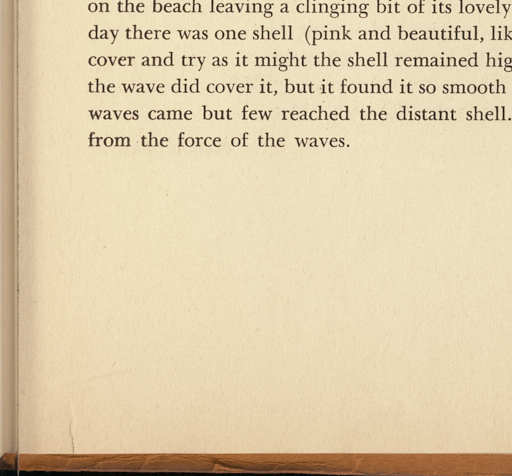 on the beach leaving a clinging bit of its lovely
day there was one shell (pink and beautiful, lik
cover and try as it might the shell remained hig
the wave did cover it, but it found it so smooth
waves came but few reached the distant shell.
from the force of the waves.